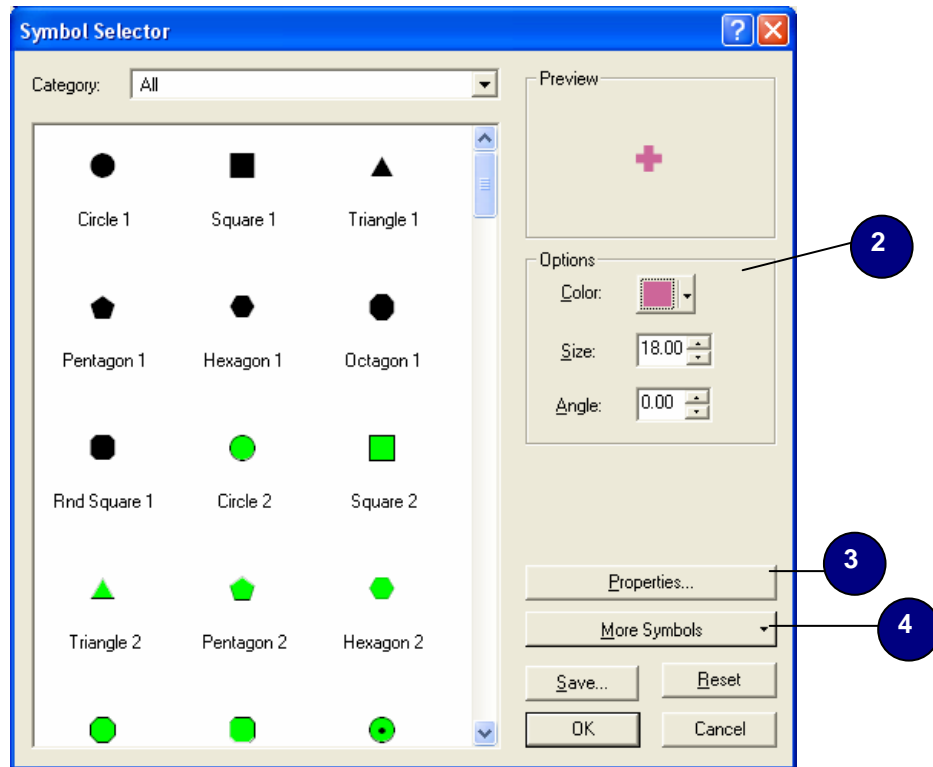 Symbol Selector
?
Category: All
Circle 1 Square 1 Triangle 1
Pentagon 1 Hexagon 1 Octagon 1
Rnd Square 1 Circle 2 Square 2
Triangle 2 Pentagon 2 Hexagon 2
Preview
Options
Color:
Size: 18.00
Angle: 0.00
Properties...
More Symbols
Save... Reset
OK Cancel
2
3
4